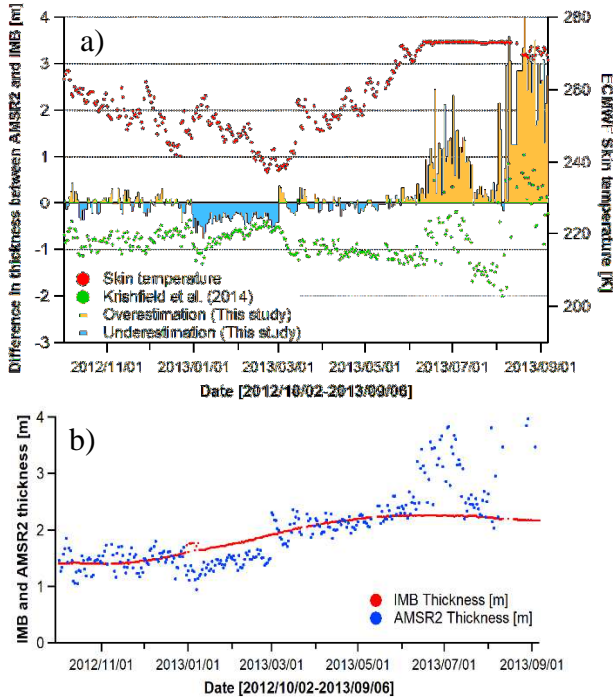 a)
Difference in thickness between AMSR2 and IMB [m]
4
3
2
1
0
-1
-2
-3
280
260
240
220
200
ECMWF Skin temperature [K]
Skin temperature
Krishfield et al. (2014)
Overestimation (This study)
Underestimation (This study)
2012/11/01 2013/01/01 2013/03/01 2013/05/01 2013/07/01 2013/09/01
Date [2012/10/02-2013/09/06]
b)
IMB and AMSR2 thickness [m]
4
3
2
1
0
IMB Thickness [m]
AMSR2 Thickness [m]
2012/11/01 2013/01/01 2013/03/01 2013/05/01 2013/07/01 2013/09/01
Date [2012/10/02-2013/09/06]